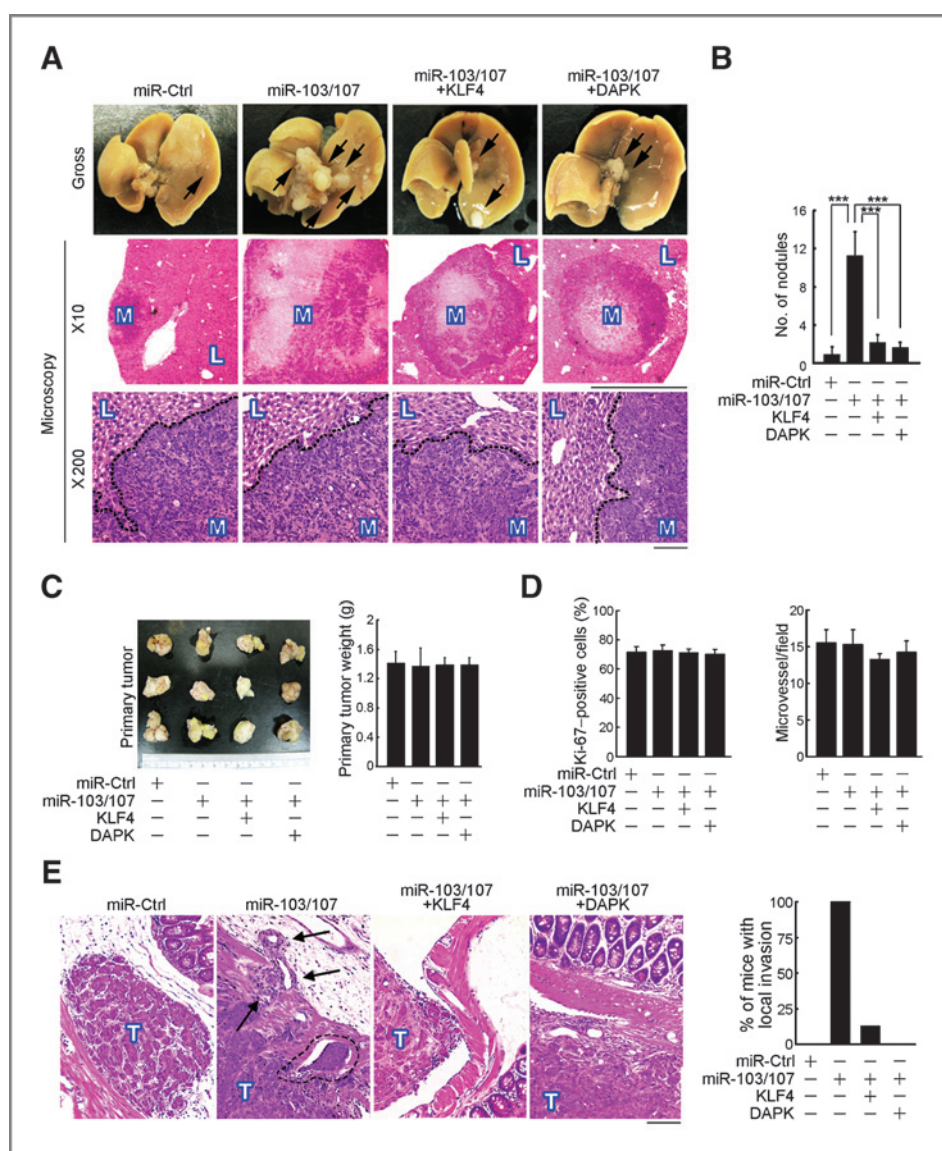 A
miR-Ctrl
miR-103/107
miR-103/107
+KLF4
miR-103/107
+DAPK
Gross
Microscopy
X10
X200
M
L
M
L
M
L
M
L
M
L
M
L
M
L
M
B
No. of nodules
16
12
8
4
0
***
***
***
miR-Ctrl + − − −
miR-103/107 − + + +
KLF4 − − + −
DAPK − − − +
C
Primary tumor
miR-Ctrl + − − −
miR-103/107 − + + +
KLF4 − − + −
DAPK − − − +
Primary tumor weight (g)
2
1.6
1.2
0.8
0.4
0
+ − − −
− + + +
− − + −
− − − +
D
Ki-67–positive cells (%)
100
80
60
40
20
0
miR-Ctrl + − − −
miR-103/107 − + + +
KLF4 − − + −
DAPK − − − +
Microvessel/field
20
15
10
5
0
+ − − −
− + + +
− − + −
− − − +
E
miR-Ctrl
miR-103/107
miR-103/107
+KLF4
miR-103/107
+DAPK
T
T
T
T
% of mice with
local invasion
100
75
50
25
0
miR-Ctrl + − − −
miR-103/107 − + + +
KLF4 − − + −
DAPK − − − +